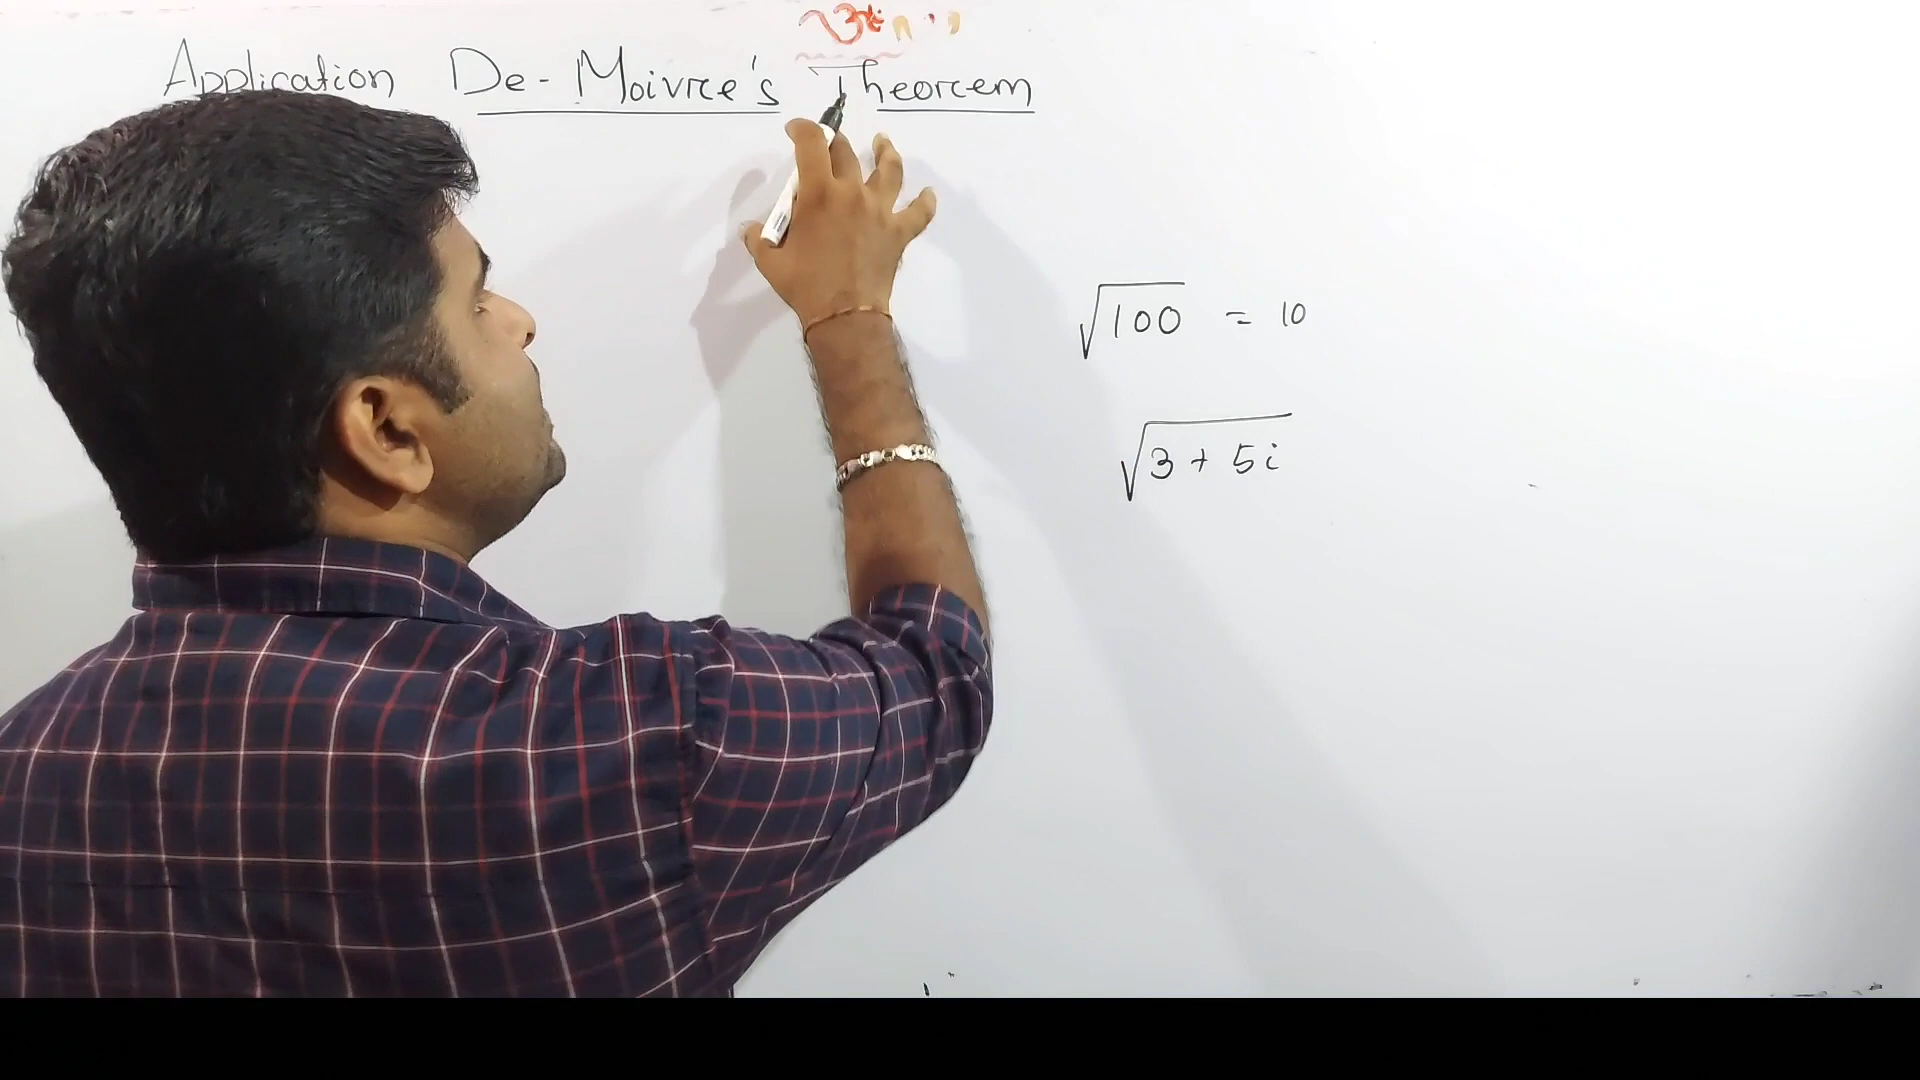 Application De-Moivre's Theorem
√100 = 10
√3 + 5i